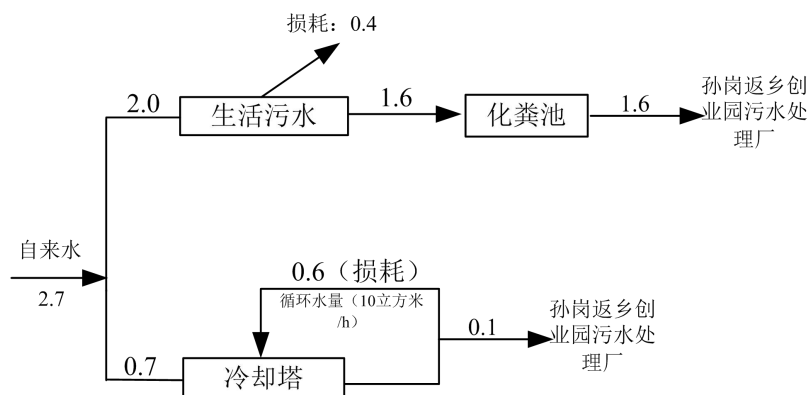 损耗：0.4
2.0
生活污水
1.6
化粪池
1.6
孙岗返乡创
业园污水处
理厂
自来水
2.7
0.6（损耗）
循环水量（10立方米
/h）
0.7
冷却塔
0.1
孙岗返乡创
业园污水处
理厂